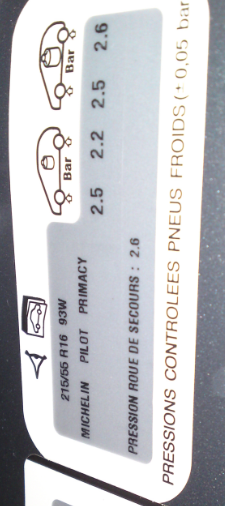 Bar Bar
215/55 R16 93W
MICHELIN PILOT PRIMACY 2.5 2.2 2.5 2.6
PRESSION ROUE DE SECOURS : 2.6
PRESSIONS CONTROLEES PNEUS FROIDS (± 0,05 bar